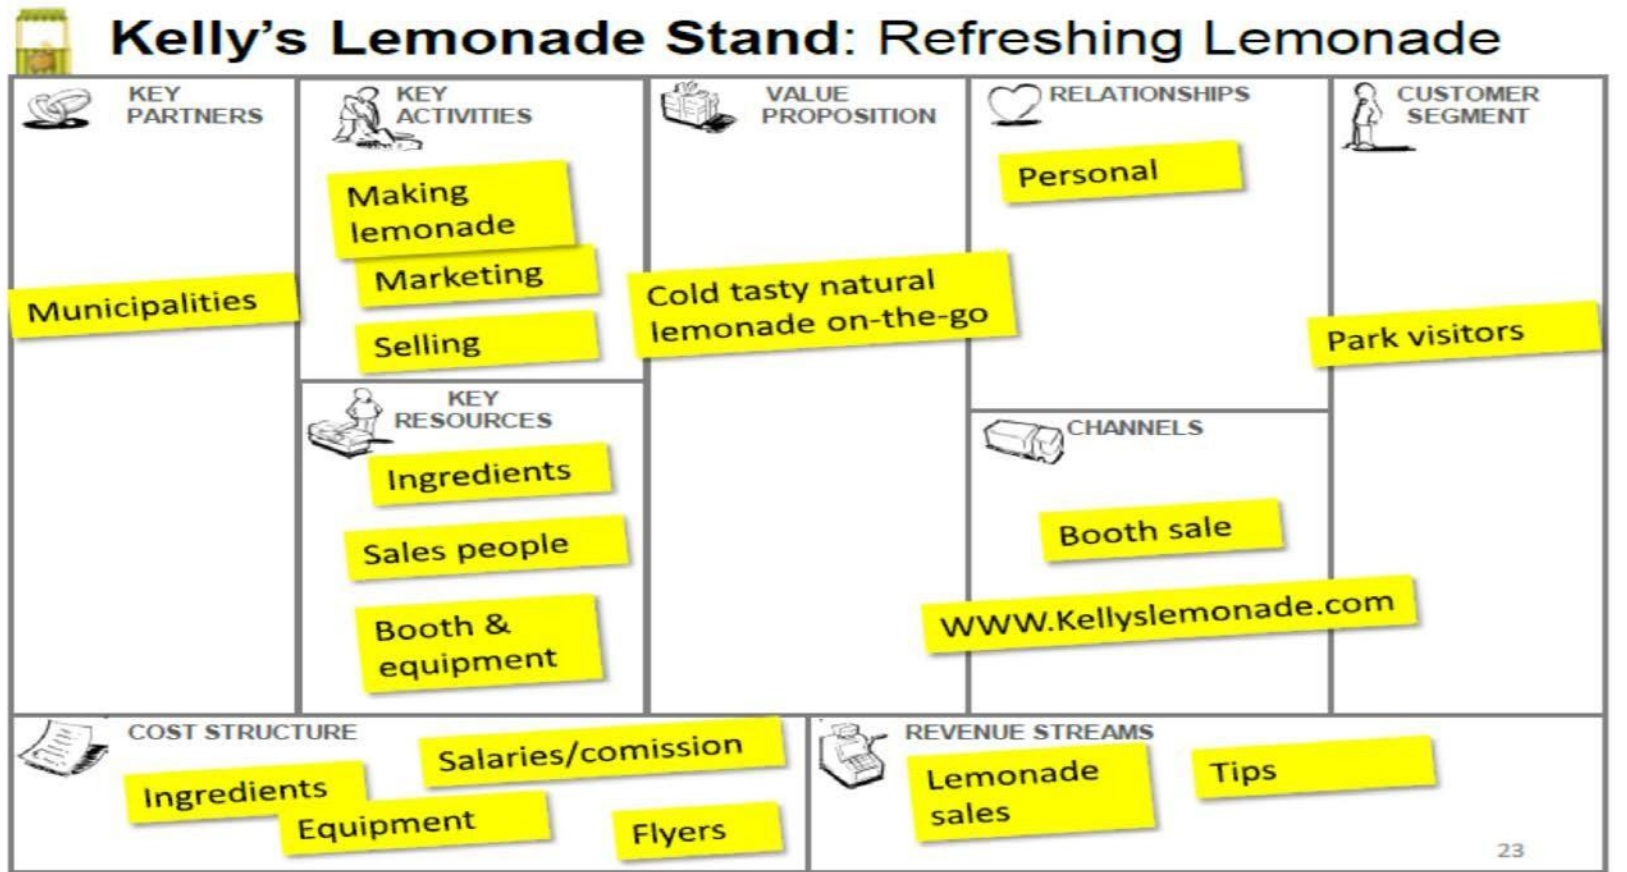 Kelly's Lemonade Stand: Refreshing Lemonade
KEY
PARTNERS
Municipalities
KEY
ACTIVITIES
Making
lemonade
Marketing
Selling
KEY
RESOURCES
Ingredients
Sales people
Booth &
equipment
VALUE
PROPOSITION
Cold tasty natural
lemonade on-the-go
RELATIONSHIPS
Personal
CHANNELS
Booth sale
WWW.Kellyslemonade.com
CUSTOMER
SEGMENT
Park visitors
COST STRUCTURE
Salaries/comission
Ingredients
Equipment
Flyers
REVENUE STREAMS
Lemonade
sales
Tips
23